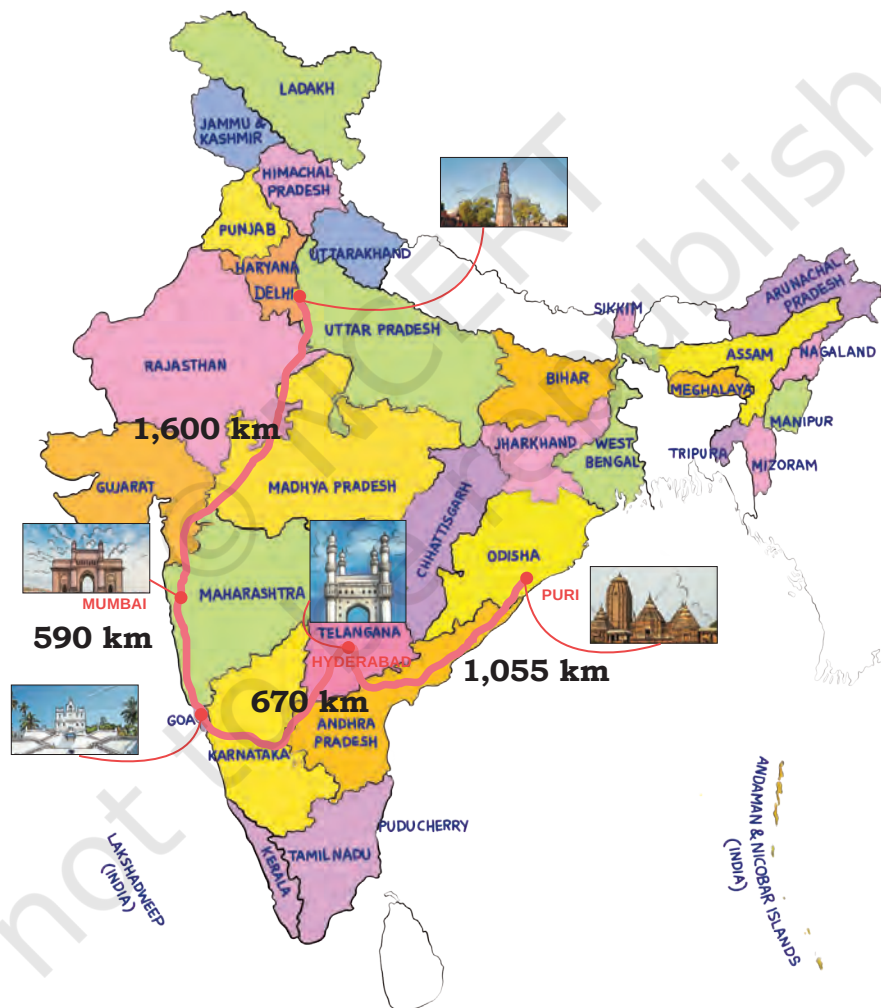 LADAKH
JAMMU &
KASHMIR
HIMACHAL
PRADESH
PUNJAB
UTTARAKHAND
HARYANA
DELHI
UTTAR PRADESH
RAJASTHAN
SIKKIM
ARUNACHAL
PRADESH
ASSAM
NAGALAND
BIHAR
MEGHALAYA
MANIPUR
1,600 km
JHARKHAND
WEST
BENGAL
TRIPURA
MIZORAM
GUJARAT
MADHYA PRADESH
CHHATTISGARH
ODISHA
MUMBAI
MAHARASHTRA
PURI
590 km
TELANGANA
HYDERABAD
1,055 km
670 km
GOA
KARNATAKA
ANDHRA
PRADESH
PUDUCHERRY
TAMIL NADU
KERALA
LAKSHADWEEP
(INDIA)
ANDAMAN & NICOBAR ISLANDS
(INDIA)
© NCERT
not to be republish